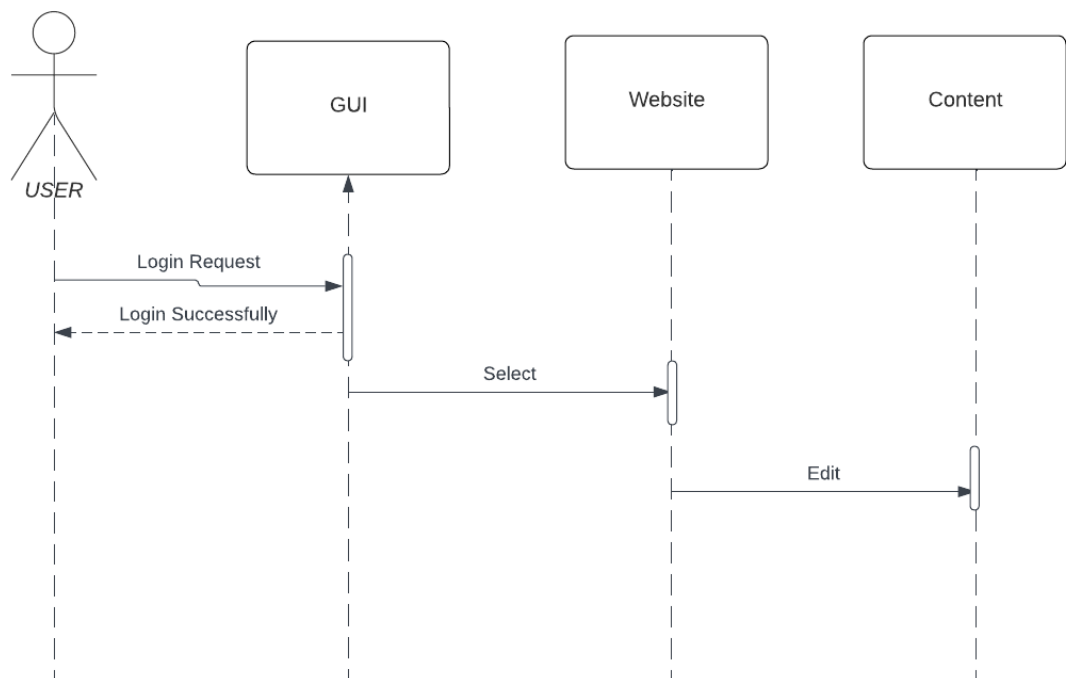 GUI
Website
Content
USER
Login Request
Login Successfully
Select
Edit